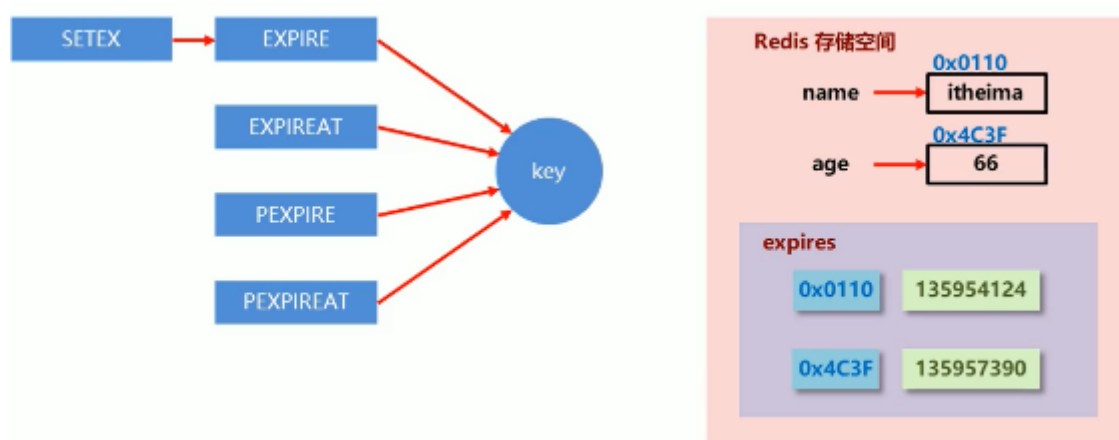 SETEX
EXPIRE
EXPIREAT
PEXPIRE
PEXPIREAT
key
Redis 存储空间
0x0110
name
itheima
0x4C3F
age
66
expires
0x0110
135954124
0x4C3F
135957390